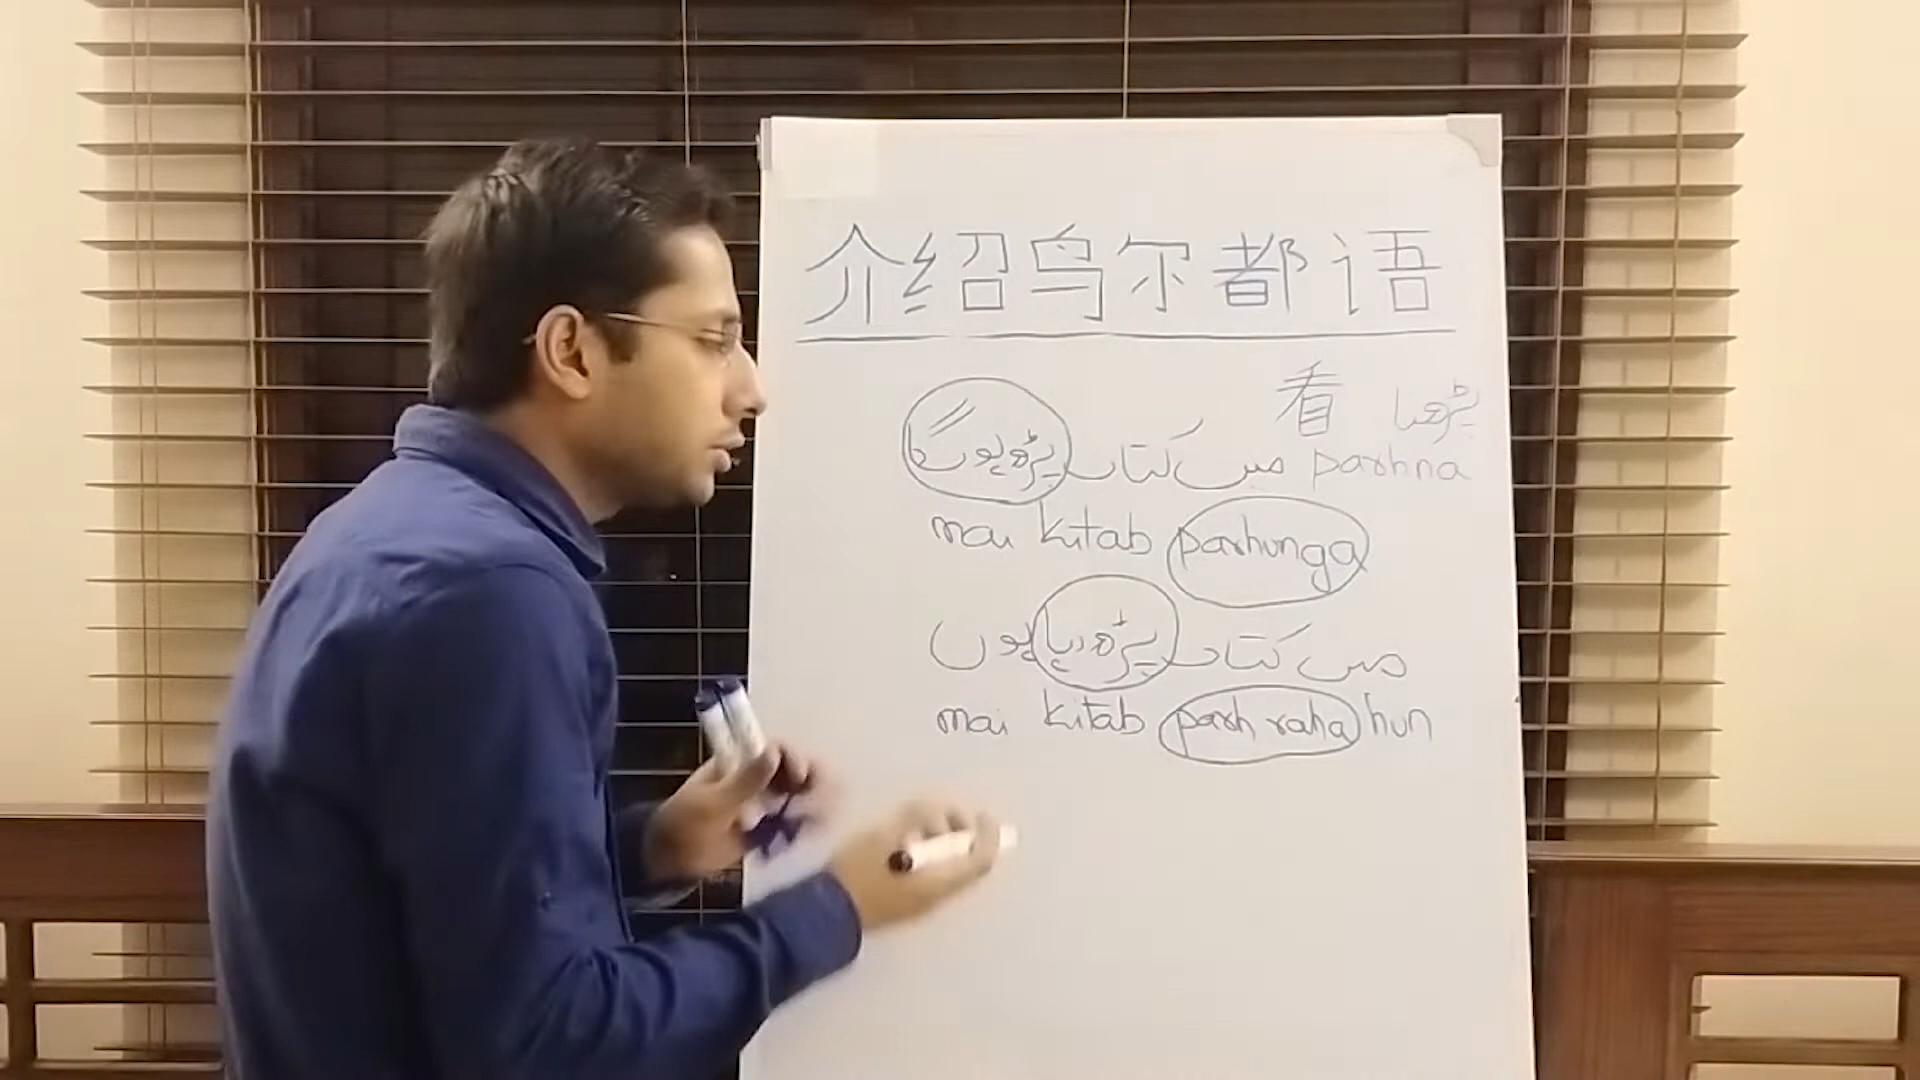 介绍乌尔都语
看 پڑھنا
میں کتاب پڑھوں گا parhna
mai kitab parhunga
میں کتاب پڑھ رہا ہوں
mai kitab parh raha hun